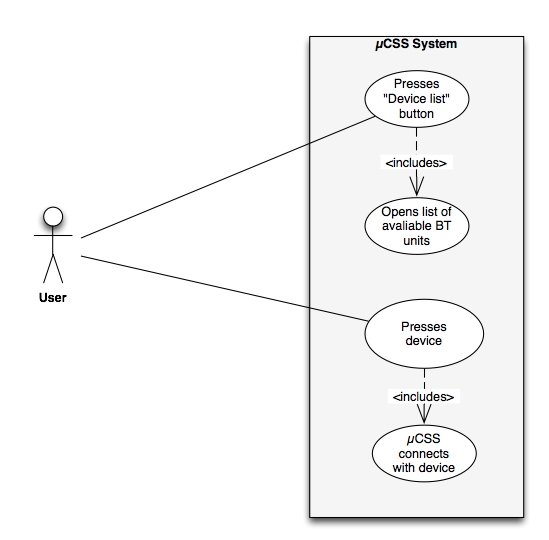 µCSS System
Presses
"Device list"
button
<includes>
Opens list of
avaliable BT
units
User
Presses
device
<includes>
µCSS
connects
with device